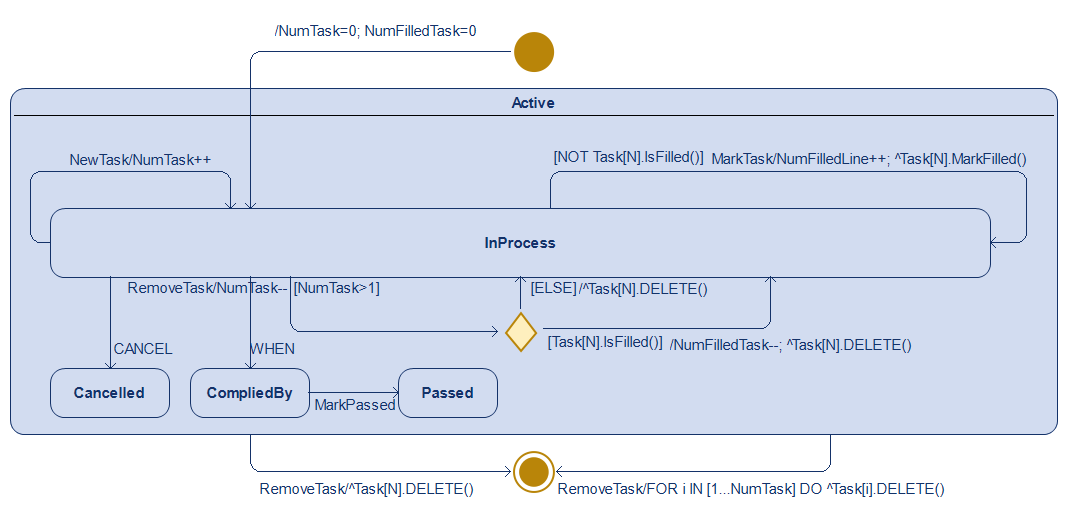 /NumTask=0; NumFilledTask=0
Active
NewTask/NumTask++
[NOT Task[N].IsFilled()] MarkTask/NumFilledLine++; ^Task[N].MarkFilled()
InProcess
RemoveTask/NumTask-- [NumTask>1]
[ELSE] /^Task[N].DELETE()
[Task[N].IsFilled()] /NumFilledTask--; ^Task[N].DELETE()
CANCEL
WHEN
Cancelled
CompliedBy
MarkPassed
Passed
RemoveTask/^Task[N].DELETE()
RemoveTask/FOR i IN [1...NumTask] DO ^Task[i].DELETE()